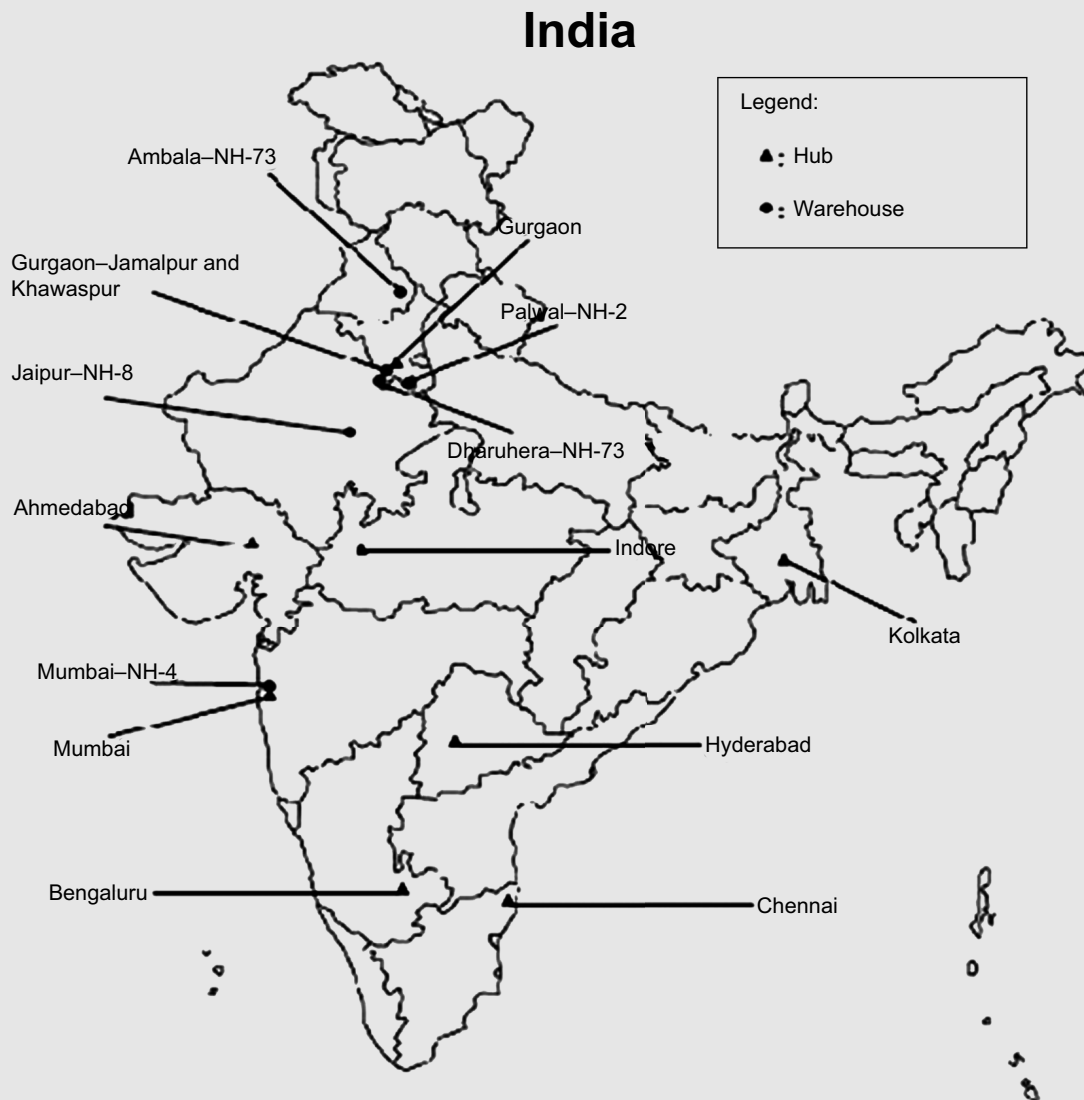 India
Legend:
▲: Hub
●: Warehouse
Ambala–NH-73
Gurgaon
Gurgaon–Jamalpur and
Khawaspur
Palwal–NH-2
Jaipur–NH-8
Dharuhera–NH-73
Ahmedabad
Indore
Kolkata
Mumbai–NH-4
Mumbai
Hyderabad
Bengaluru
Chennai